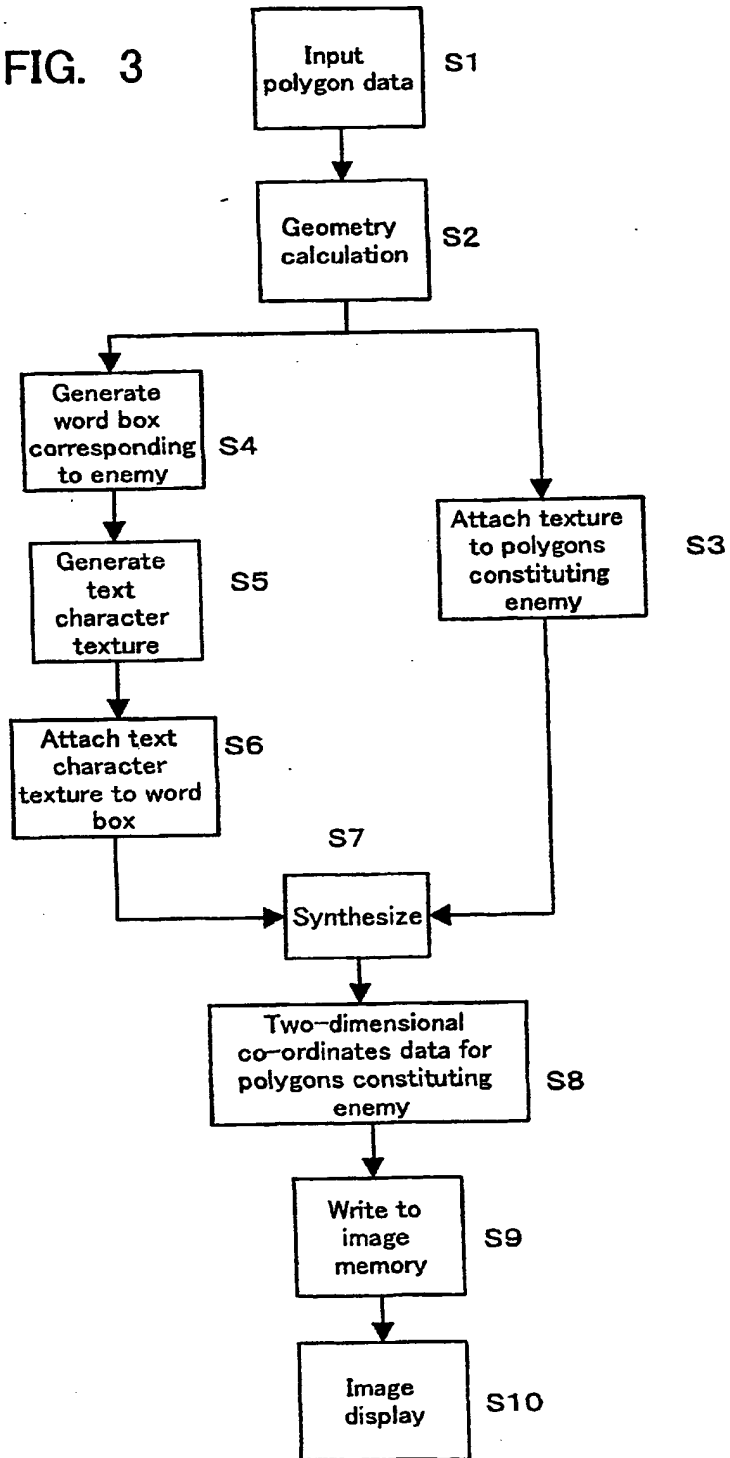 FIG. 3
Input
polygon data
S1
Geometry
calculation
S2
Generate
word box
corresponding
to enemy
S4
Attach texture
to polygons
constituting
enemy
S3
Generate
text
character
texture
S5
Attach text
character
texture to word
box
S6
S7
Synthesize
Two-dimensional
co-ordinates data for
polygons constituting
enemy
S8
Write to
image
memory
S9
Image
display
S10